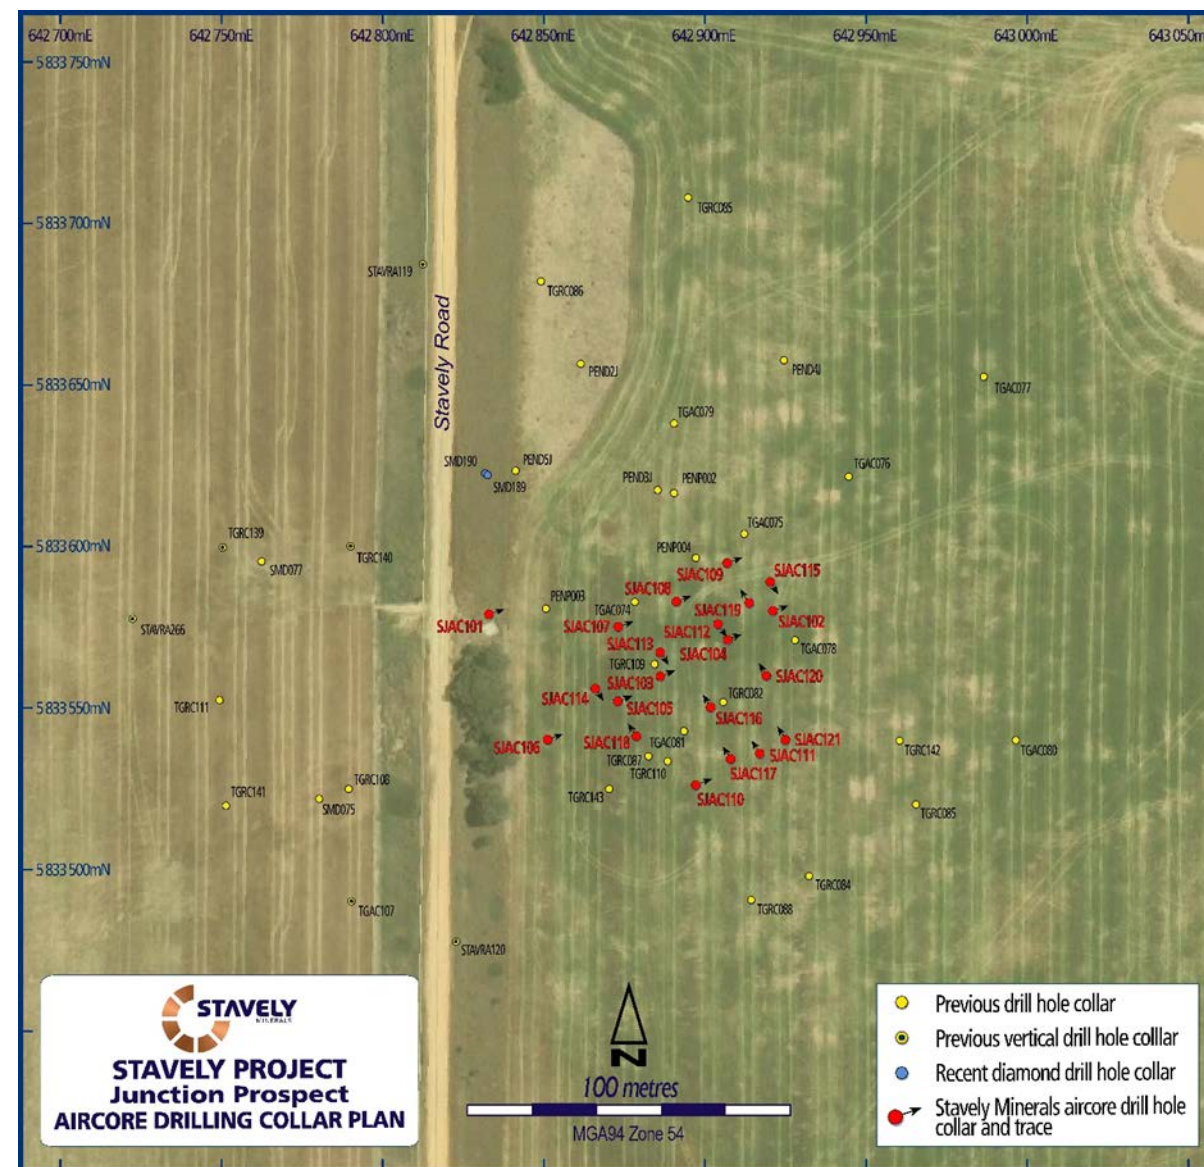 642 700mE 642 750mE 642 800mE 642 850mE 642 900mE 642 950mE 643 000mE 643 050m
5 833 750mN
5 833 700mN
TGRC085
STAVRA119
TGRC086
Stavely Road
5 833 650mN
PEND2J
PEND4J
TGAC077
TGAC079
SMD190
PEND5J
SMD189
PEND3J
PENP002
TGAC076
TGAC075
5 833 600mN
TGRC139
TGRC140
SMD077
PENP004
SJAC109
SJAC115
SJAC108
PENP003
TGAC074
SJAC119
SJAC102
STAVRA266
SJAC101
SJAC107
SJAC112
SJAC113
SJAC104
TGAC078
TGRC109
SJAC103
SJAC120
SJAC114
TGRC082
5 833 550mN
TGRC111
SJAC105
SJAC116
SJAC106
SJAC118
TGAC081
SJAC121
TGRC142
TGAC080
TGRC087
SJAC111
TGRC110
SJAC117
TGRC141
TGRC108
SMD075
TGRC143
SJAC110
TGRC085
5 833 500mN
TGRC084
TGAC107
TGRC088
STAVRA120
STAVELY
MINERALS
STAVELY PROJECT
Junction Prospect
AIRCORE DRILLING COLLAR PLAN
N
100 metres
MGA94 Zone 54
Previous drill hole collar
Previous vertical drill hole colllar
Recent diamond drill hole collar
Stavely Minerals aircore drill hole
collar and trace